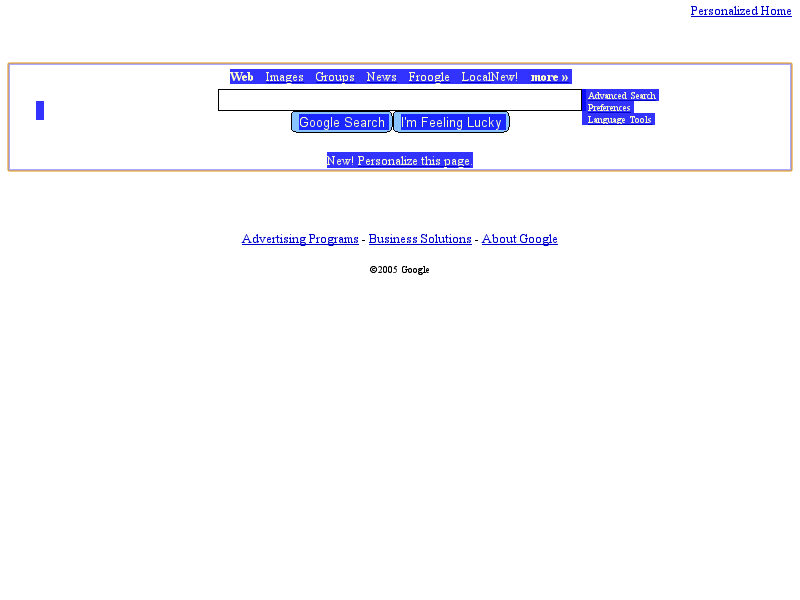 Personalized Home
Web Images Groups News Froogle LocalNew! more »
Advanced Search
Preferences
Language Tools
Google Search I'm Feeling Lucky
New! Personalize this page.
Advertising Programs - Business Solutions - About Google
©2005 Google